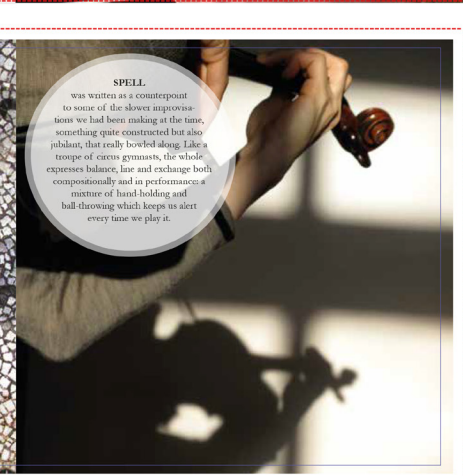 SPELL
was written as a counterpoint
to some of the slower improvisa-
tions we had been making at the time,
something quite constructed but also
jubilant, that really bowled along. Like a
troupe of circus gymnasts, the whole
expresses balance, line and exchange both
compositionally and in performance: a
mixture of hand-holding and
ball-throwing which keeps us alert
every time we play it.